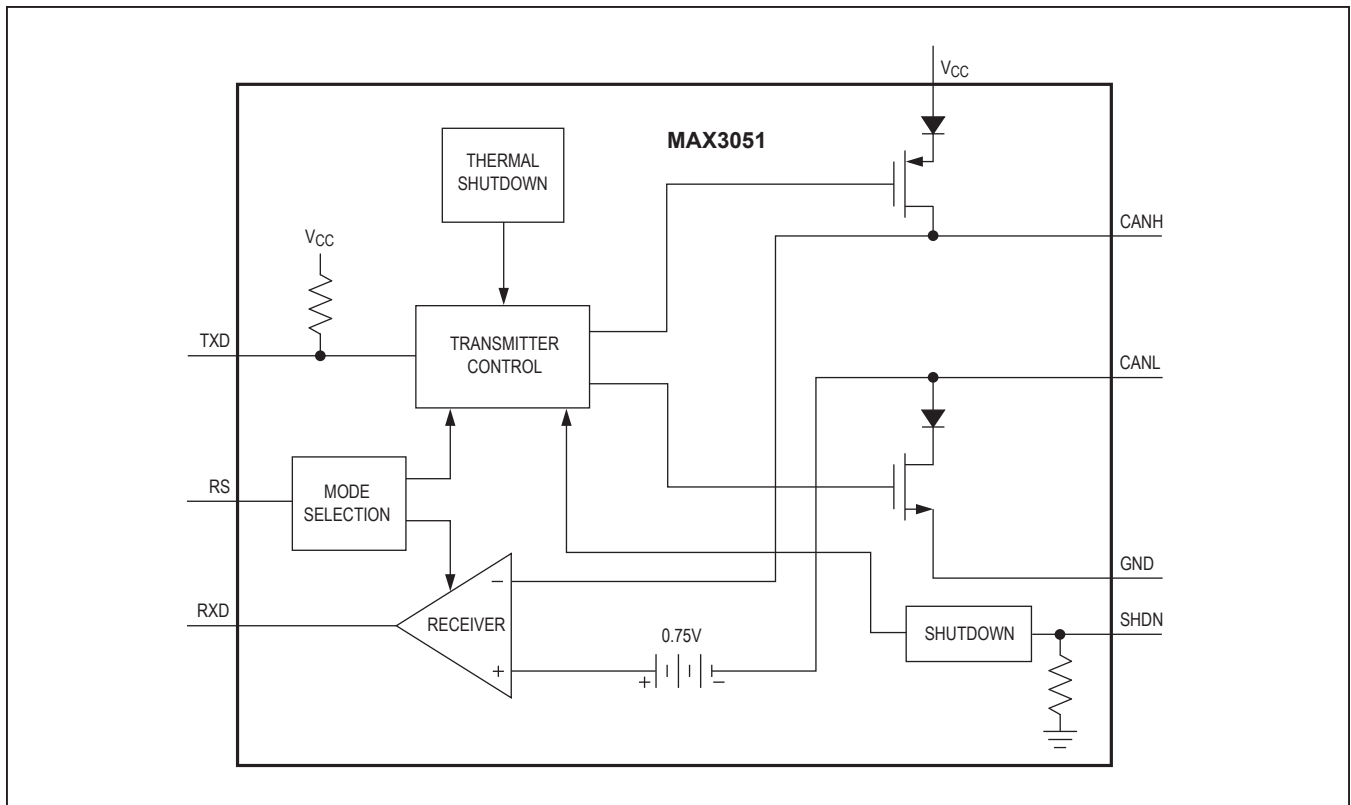 VCC
MAX3051
THERMAL
SHUTDOWN
CANH
VCC
TXD
TRANSMITTER
CONTROL
CANL
RS
MODE
SELECTION
GND
−
RXD
RECEIVER
0.75V
SHUTDOWN
SHDN
+
+
−